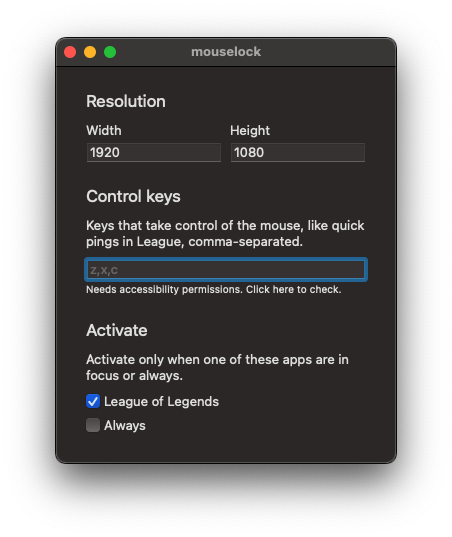 mouselock
Resolution
Width Height
1920 1080
Control keys
Keys that take control of the mouse, like quick
pings in League, comma-separated.
z,x,c
Needs accessibility permissions. Click here to check.
Activate
Activate only when one of these apps are in
focus or always.
League of Legends
Always